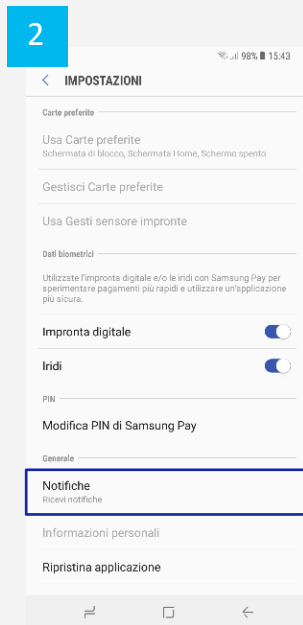 2
98% 15:43
IMPOSTAZIONI
Carte preferite
Usa Carte preferite
Schermata di blocco, Schermata Home, Schermo spento
Gestisci Carte preferite
Usa Gesti sensore impronte
Dati biometrici
Utilizzate l'impronta digitale e/o le iridi con Samsung Pay per
sperimentare pagamenti più rapidi e utilizzare un'applicazione
più sicura.
Impronta digitale
Iridi
PIN
Modifica PIN di Samsung Pay
Generale
Notifiche
Ricevi notifiche
Informazioni personali
Ripristina applicazione